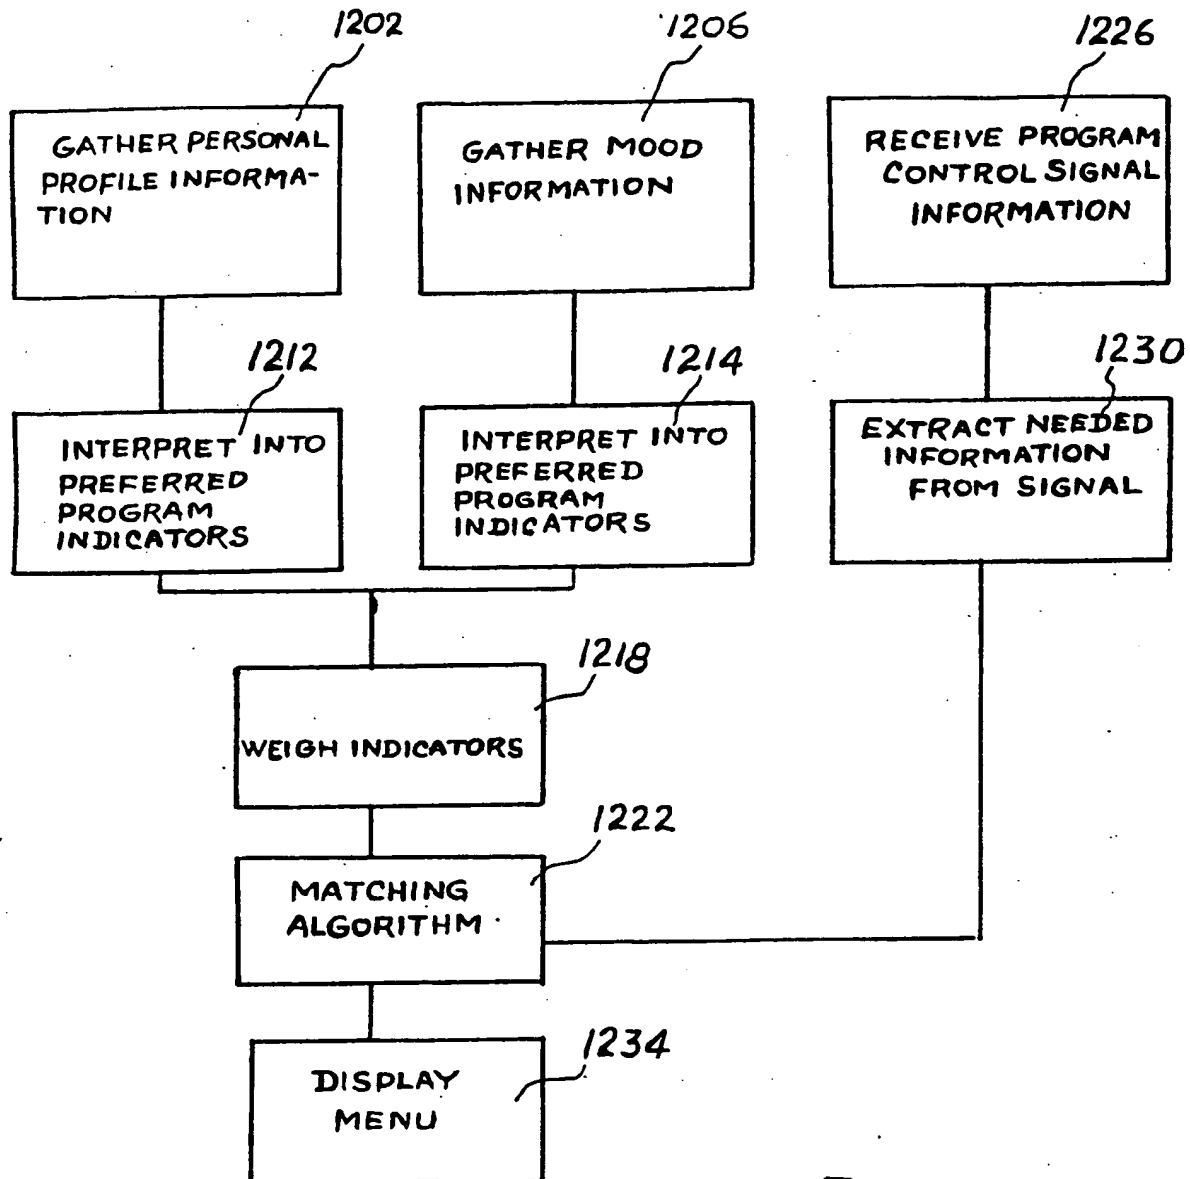 1202
GATHER PERSONAL
PROFILE INFORMA-
TION
1206
GATHER MOOD
INFORMATION
1226
RECEIVE PROGRAM
CONTROL SIGNAL
INFORMATION
1212
INTERPRET INTO
PREFERRED
PROGRAM
INDICATORS
1214
INTERPRET INTO
PREFERRED
PROGRAM
INDICATORS
1230
EXTRACT NEEDED
INFORMATION
FROM SIGNAL
1218
WEIGH INDICATORS
1222
MATCHING
ALGORITHM
1234
DISPLAY
MENU